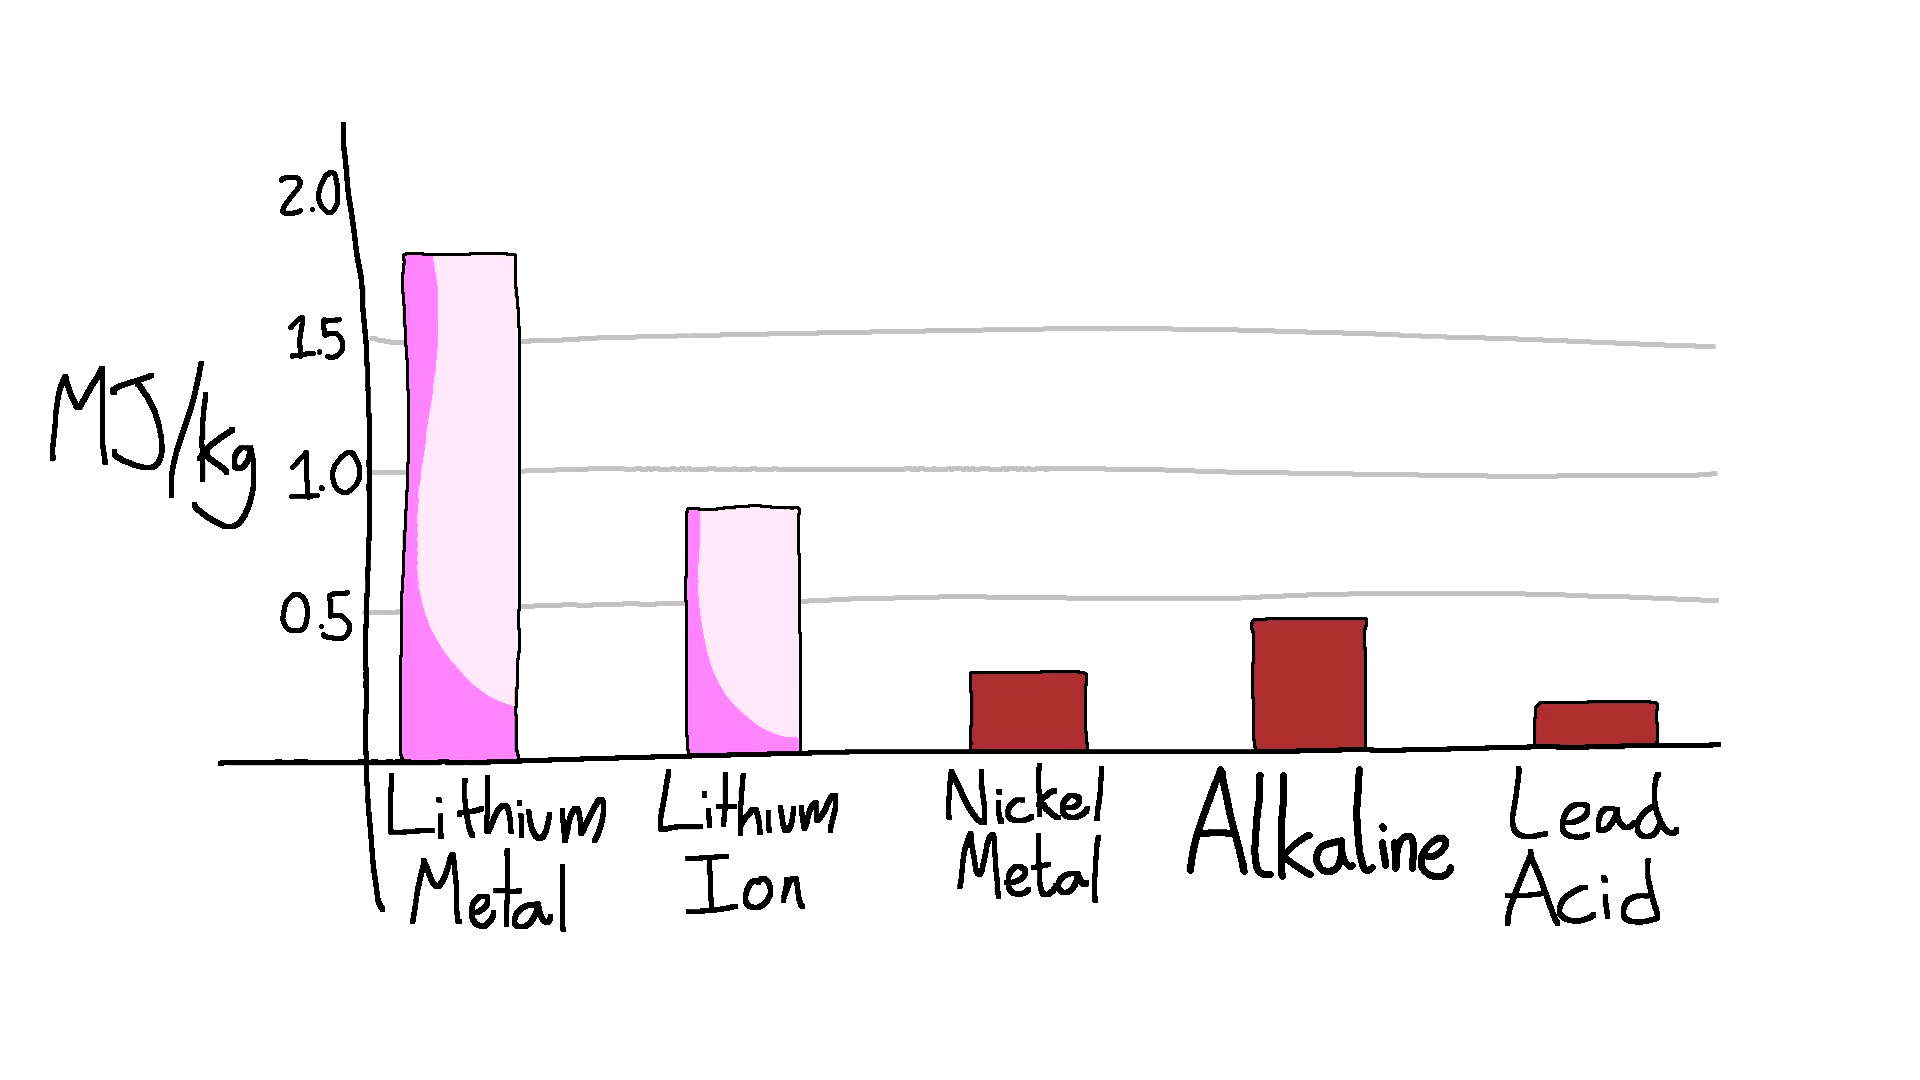 2.0
1.5
MJ/kg
1.0
0.5
Lithium
Metal
Lithium
Ion
Nickel
Metal
Alkaline
Lead
Acid